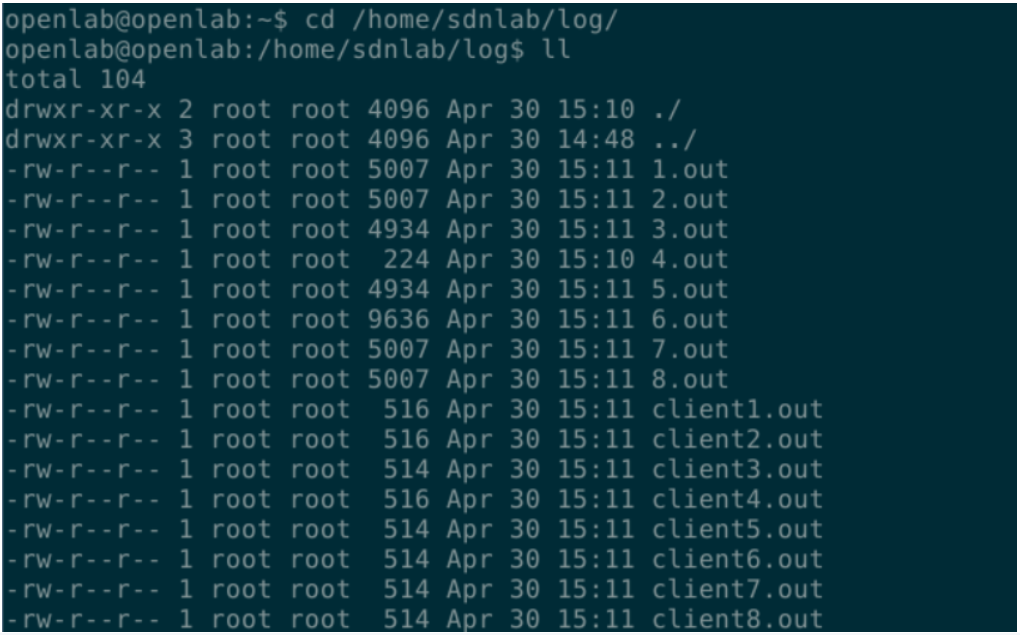 openlab@openlab:~$ cd /home/sdnlab/log/
openlab@openlab:/home/sdnlab/log$ ll
total 104
drwxr-xr-x 2 root root 4096 Apr 30 15:10 ./
drwxr-xr-x 3 root root 4096 Apr 30 14:48 ../
-rw-r--r-- 1 root root 5007 Apr 30 15:11 1.out
-rw-r--r-- 1 root root 5007 Apr 30 15:11 2.out
-rw-r--r-- 1 root root 4934 Apr 30 15:11 3.out
-rw-r--r-- 1 root root  224 Apr 30 15:10 4.out
-rw-r--r-- 1 root root 4934 Apr 30 15:11 5.out
-rw-r--r-- 1 root root 9636 Apr 30 15:11 6.out
-rw-r--r-- 1 root root 5007 Apr 30 15:11 7.out
-rw-r--r-- 1 root root 5007 Apr 30 15:11 8.out
-rw-r--r-- 1 root root  516 Apr 30 15:11 client1.out
-rw-r--r-- 1 root root  516 Apr 30 15:11 client2.out
-rw-r--r-- 1 root root  514 Apr 30 15:11 client3.out
-rw-r--r-- 1 root root  516 Apr 30 15:11 client4.out
-rw-r--r-- 1 root root  514 Apr 30 15:11 client5.out
-rw-r--r-- 1 root root  514 Apr 30 15:11 client6.out
-rw-r--r-- 1 root root  514 Apr 30 15:11 client7.out
-rw-r--r-- 1 root root  514 Apr 30 15:11 client8.out